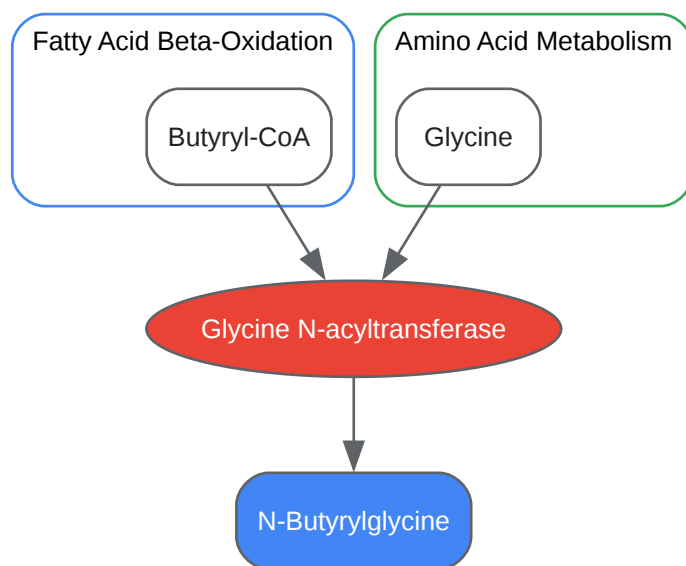 Fatty Acid Beta-Oxidation
Amino Acid Metabolism
Butyryl-CoA
Glycine
Glycine N-acyltransferase
N-Butyrylglycine